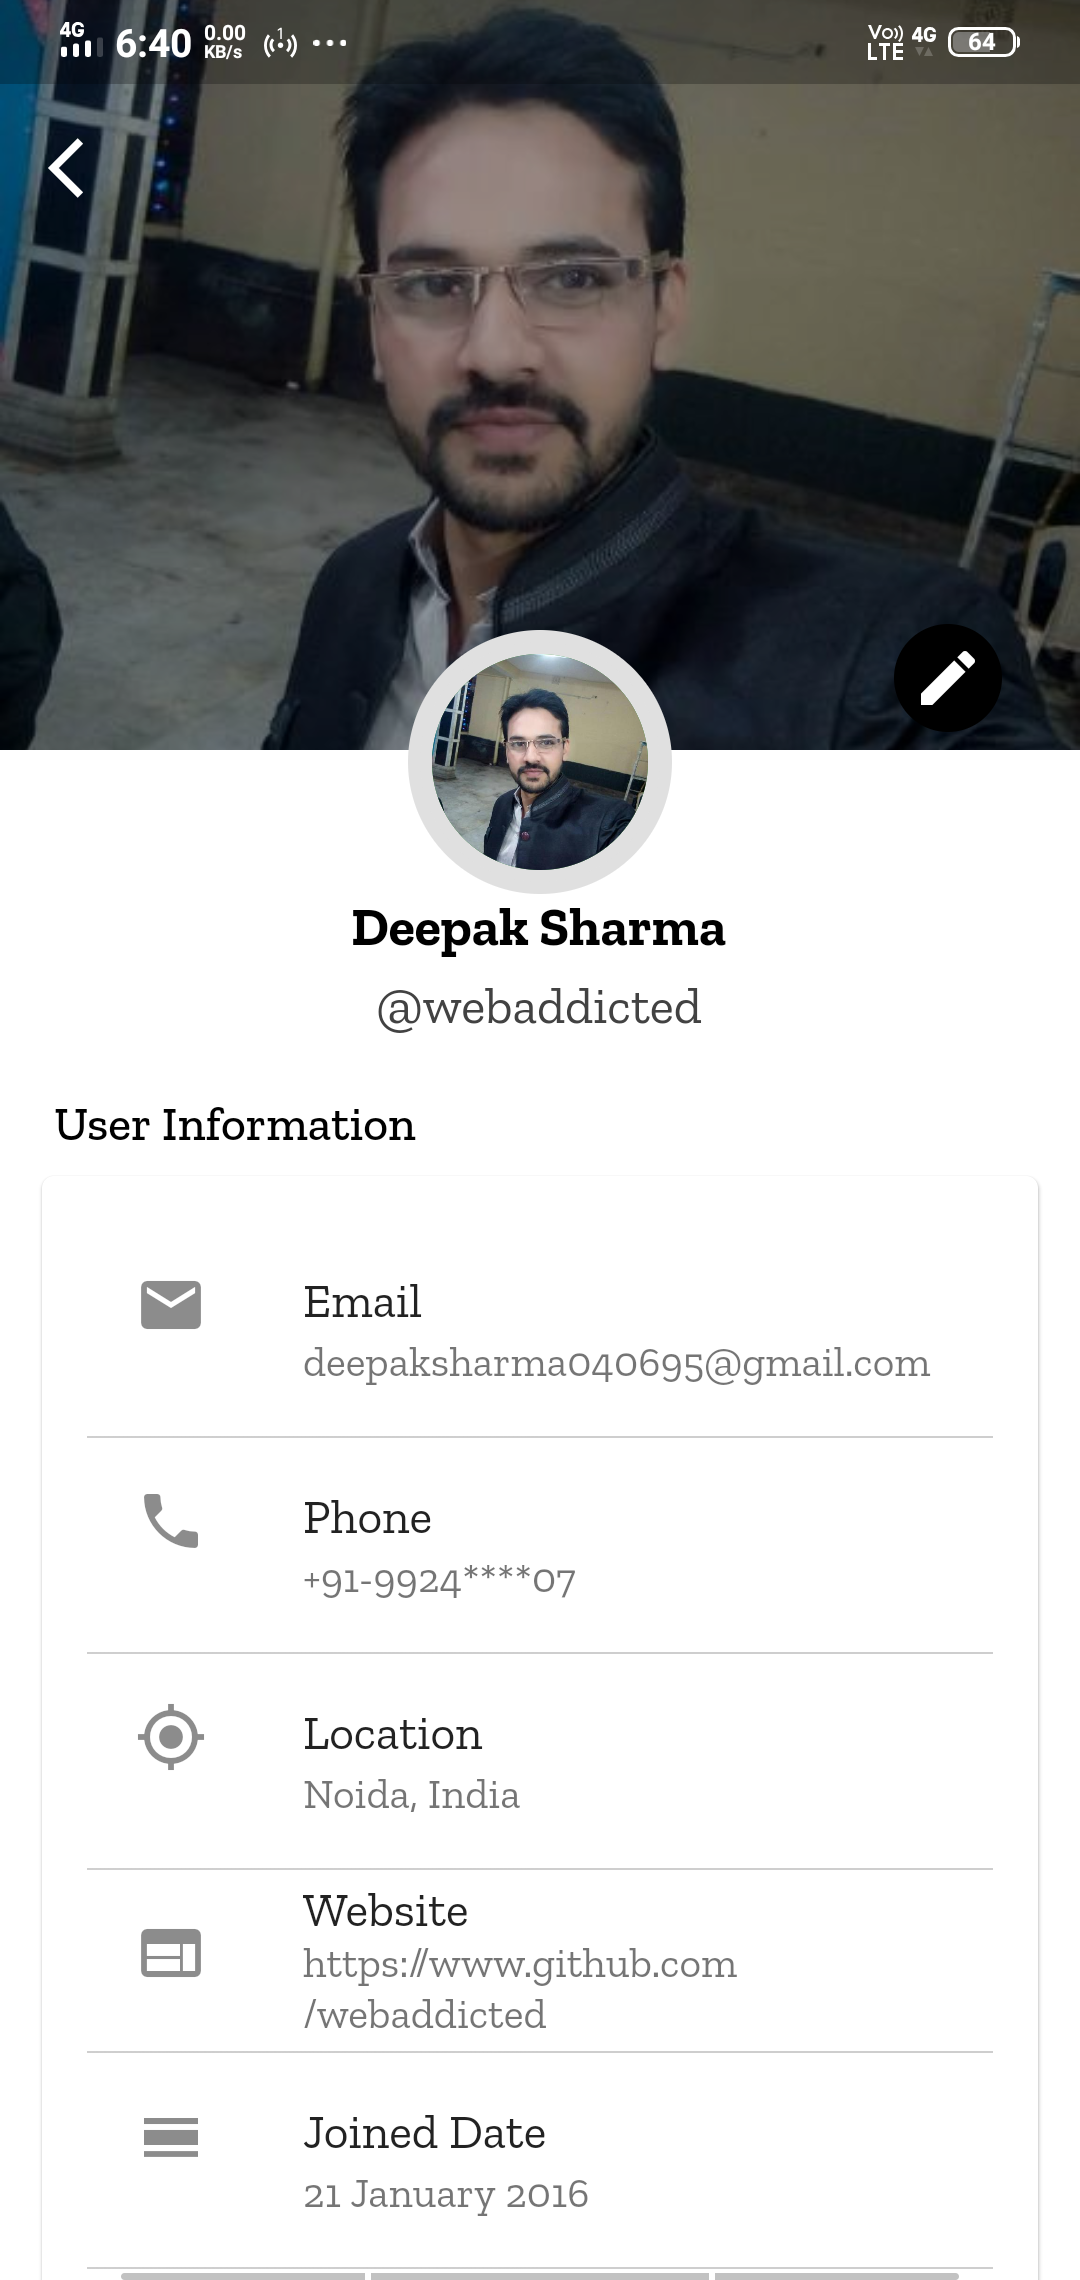 4G 6:40 0.00 KB/s 1 Vo)) LTE 4G 64
Deepak Sharma
@webaddicted
User Information
Email
deepaksharma040695@gmail.com
Phone
+91-9924****07
Location
Noida, India
Website
https://www.github.com
/webaddicted
Joined Date
21 January 2016